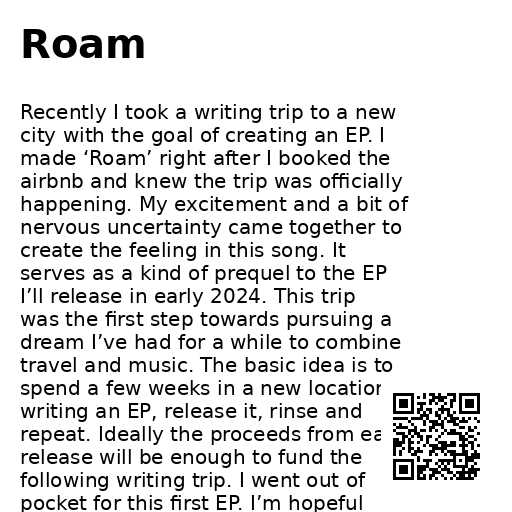 Roam
Recently I took a writing trip to a new
city with the goal of creating an EP. I
made ‘Roam’ right after I booked the
airbnb and knew the trip was officially
happening. My excitement and a bit of
nervous uncertainty came together to
create the feeling in this song. It
serves as a kind of prequel to the EP
I’ll release in early 2024. This trip
was the first step towards pursuing a
dream I’ve had for a while to combine
travel and music. The basic idea is to
spend a few weeks in a new location
writing an EP, release it, rinse and
repeat. Ideally the proceeds from
release will be enough to fund the
following writing trip. I went out of
pocket for this first EP. I’m hopeful